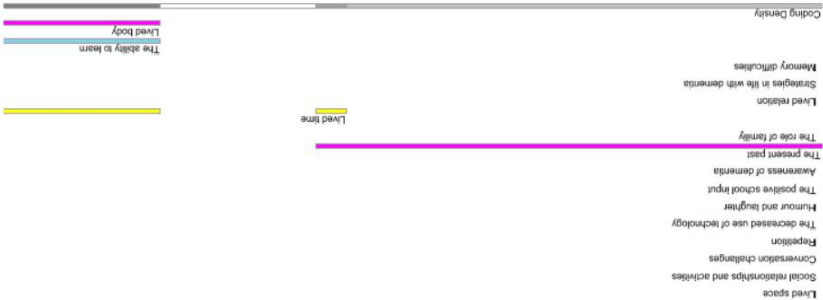 Lived space
Social relationships and activities
Conversation challenges
Repetition
The decreased use of technology
Humour and laughter
The positive school input
Awareness of dementia
The present past
The role of family
Lived time
Lived relation
Strategies in life with dementia
Memory difficulties
The ability to learn
Lived body
Coding Density